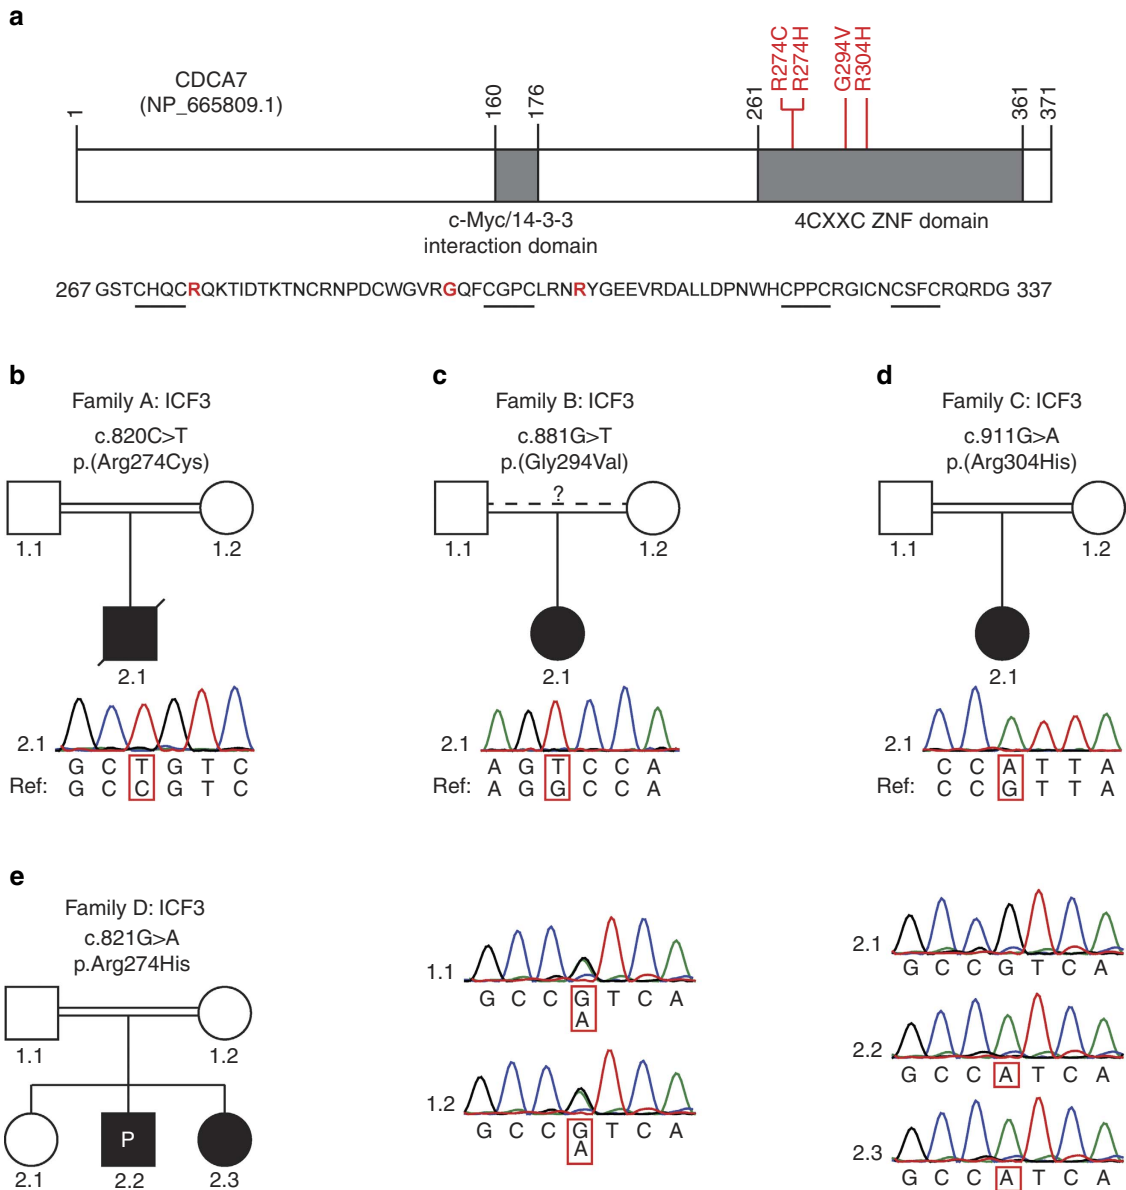 a
CDCA7
(NP_665809.1)
1
160
176
261
R274C
R274H
G294V
R304H
361
371
c-Myc/14-3-3
interaction domain
4CXXC ZNF domain
267 GSTCHQCRQKTIDTKTNCRNPDCWGVRGQFCGPCLRNRYGEEVRDALLDPNWHCPPCRGICNCSFCRQRDG 337
b
Family A: ICF3
c.820C>T
p.(Arg274Cys)
1.1
1.2
2.1
2.1
G C T G T C
Ref: G C C G T C
c
Family B: ICF3
c.881G>T
p.(Gly294Val)
?
1.1
1.2
2.1
2.1
A G T C C A
Ref: A G G C C A
d
Family C: ICF3
c.911G>A
p.(Arg304His)
1.1
1.2
2.1
2.1
C C A T T A
Ref: C C G T T A
e
Family D: ICF3
c.821G>A
p.Arg274His
1.1
1.2
P
2.1
2.2
2.3
1.1
G C C G T C A
A
1.2
G C C G T C A
A
2.1
G C C G T C A
2.2
G C C A T C A
2.3
G C C A T C A